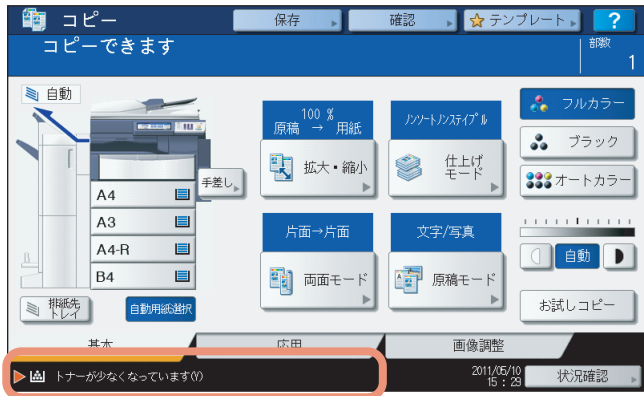 コピー
保存
確認
テンプレート
?
コピーできます
部数
1
自動
100 %
原稿 → 用紙
ノンソートノンステイプル
フルカラー
拡大・縮小
仕上げ
モード
ブラック
オートカラー
手差し
A4
A3
A4-R
B4
片面→片面
文字/写真
両面モード
原稿モード
自動
排紙先
トレイ
自動用紙選択
お試しコピー
基本
応用
画像調整
トナーが少なくなっています(Y)
2011/05/10
15 : 29
状況確認